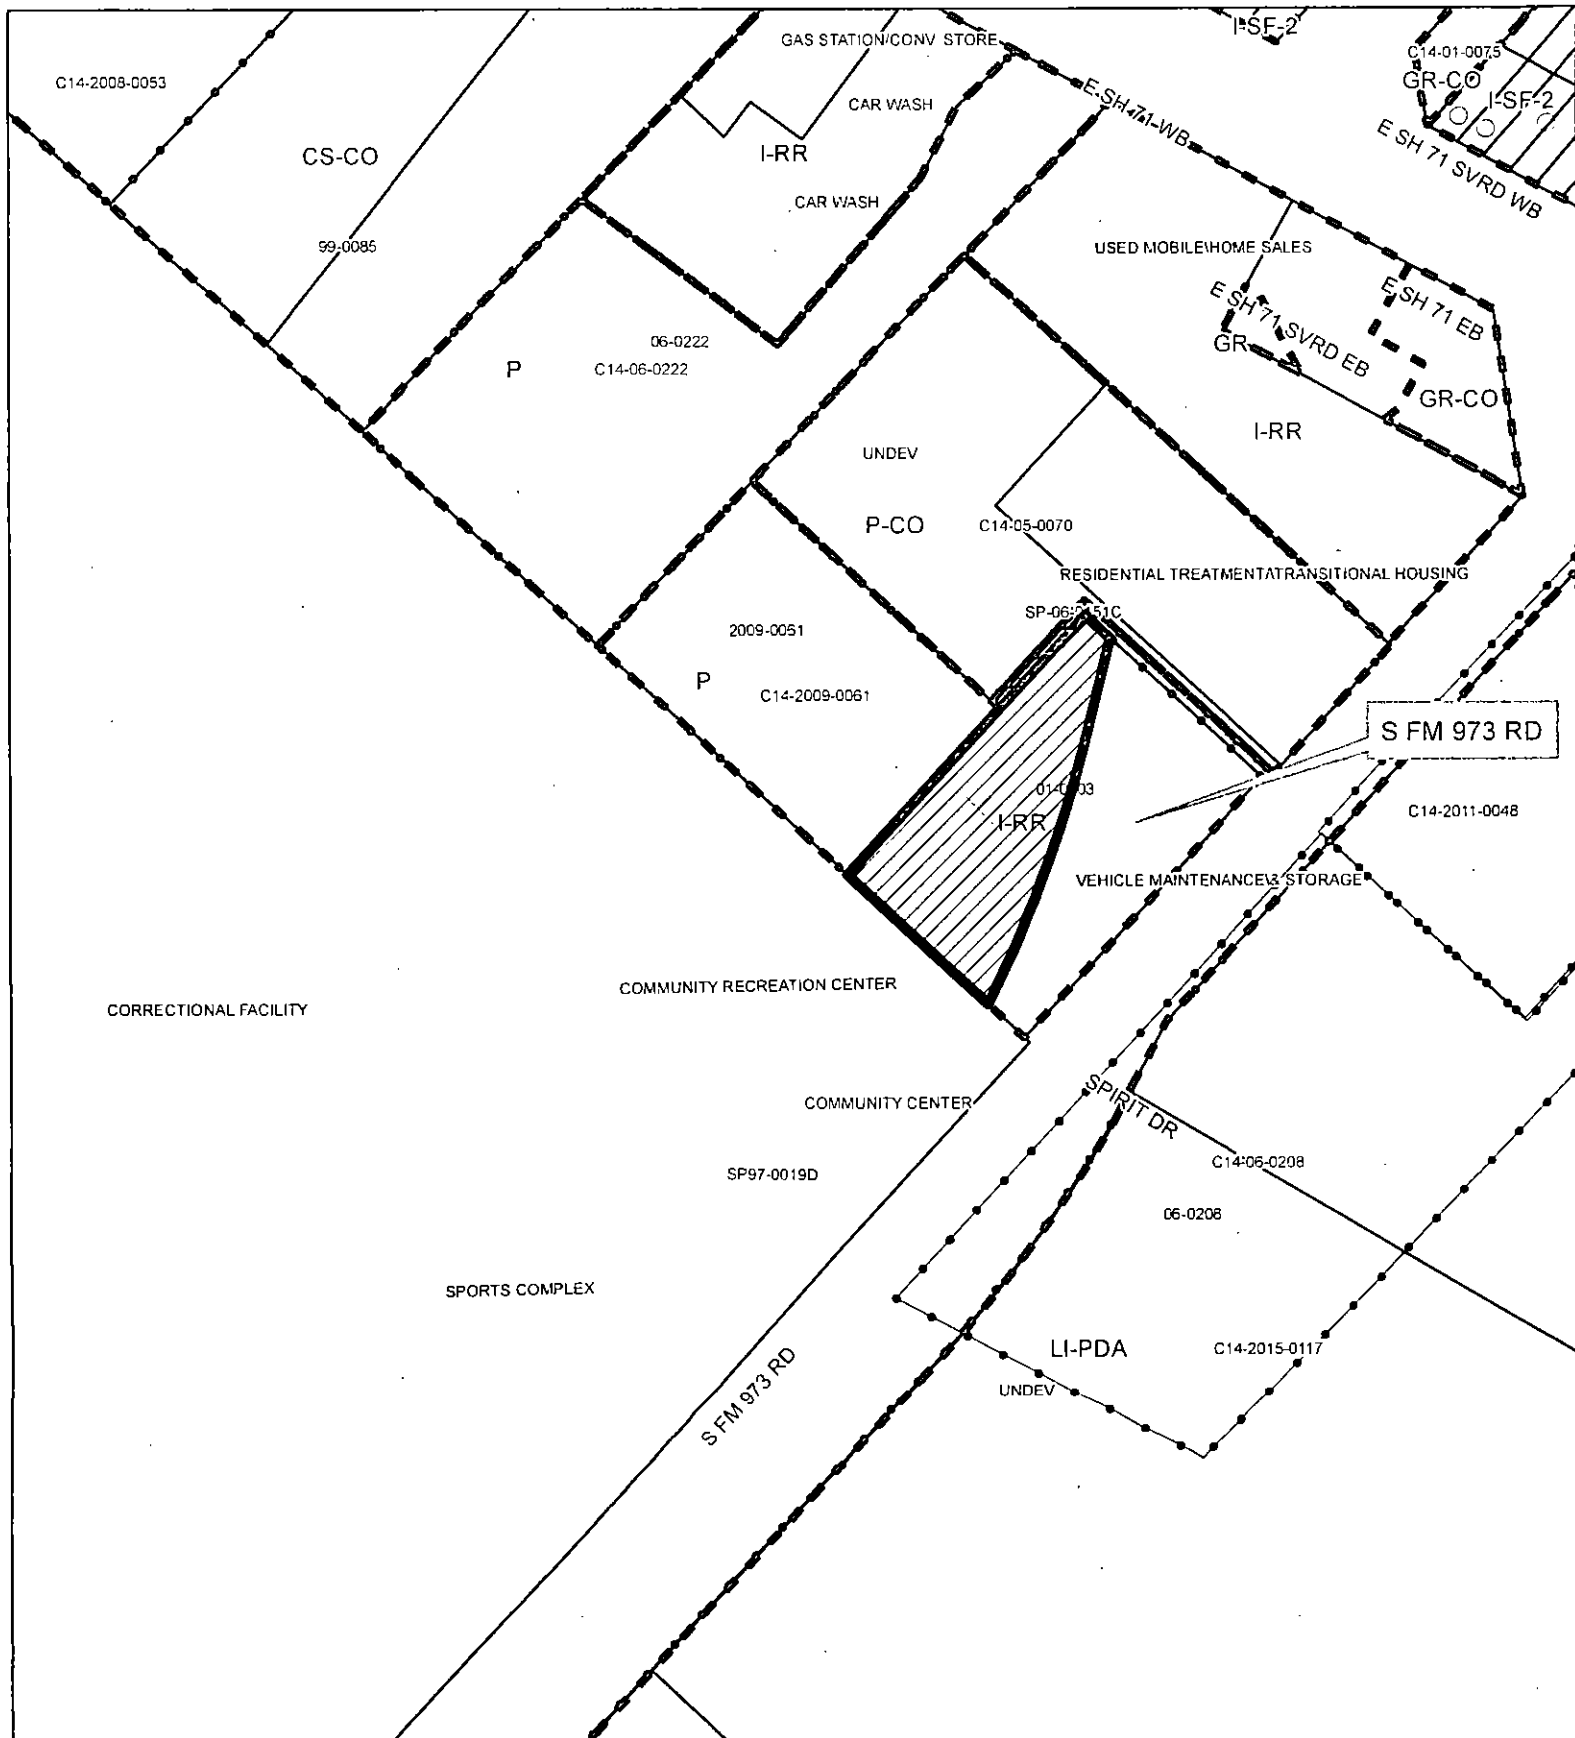 I-SF-2
GAS STATION/CONV STORE
C14-01-0075
C14-2008-0053
GR-CO
I-SF-2
CAR WASH
E SH 71 WB
E SH 71 SVRD WB
CS-CO
I-RR
CAR WASH
99-0085
USED MOBILE HOME SALES
E SH 71 EB
E SH 71 SVRD EB
GR
06-0222
P
C14-06-0222
GR-CO
I-RR
UNDEV
P-CO
C14-05-0070
RESIDENTIAL TREATMENT/TRANSITIONAL HOUSING
2009-0061
P
C14-2009-0061
S FM 973 RD
I-RR
C14-2011-0048
VEHICLE MAINTENANCE & STORAGE
COMMUNITY RECREATION CENTER
CORRECTIONAL FACILITY
COMMUNITY CENTER
SPIRIT DR
C14-06-0208
SP97-0019D
06-0208
SPORTS COMPLEX
LI-PDA
C14-2015-0117
UNDEV
S FM 973 RD